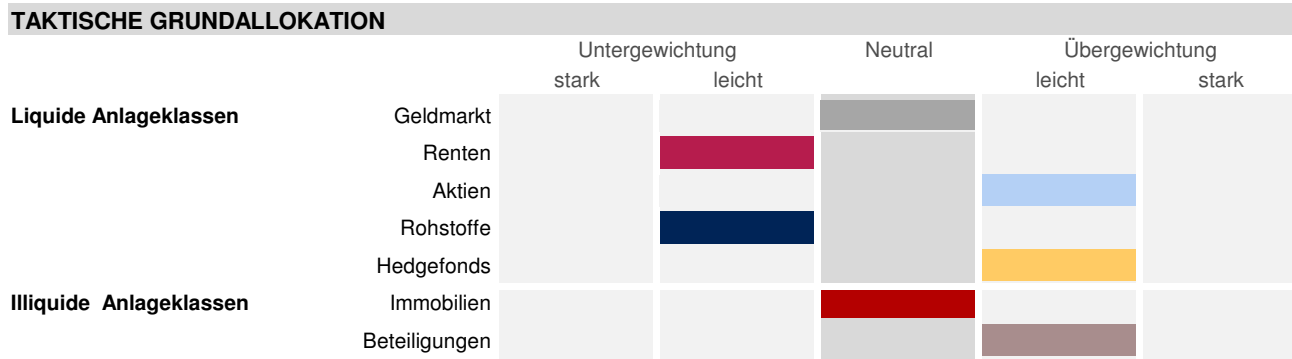 TAKTISCHE GRUNDALLOKATION
Untergewichtung Neutral Übergewichtung
stark leicht leicht stark
Liquide Anlageklassen Geldmarkt
Renten
Aktien
Rohstoffe
Hedgefonds
Illiquide Anlageklassen Immobilien
Beteiligungen